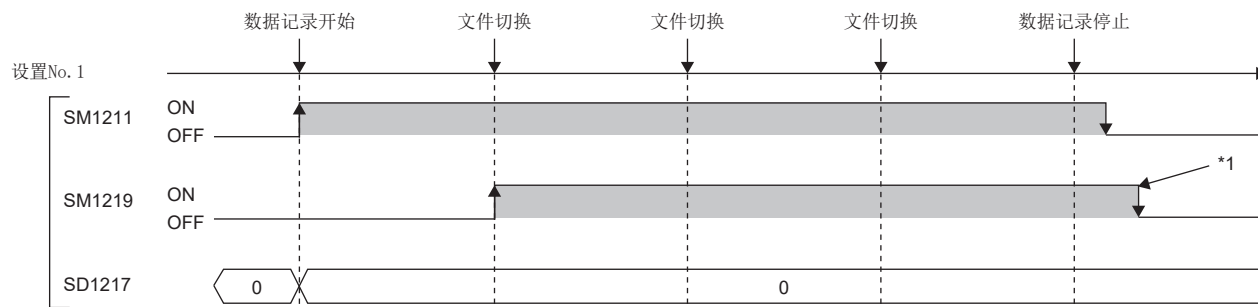 数据记录开始 文件切换 文件切换 文件切换 数据记录停止
设置No.1
SM1211 ON
OFF
*1
SM1219 ON
OFF
SD1217 0 0